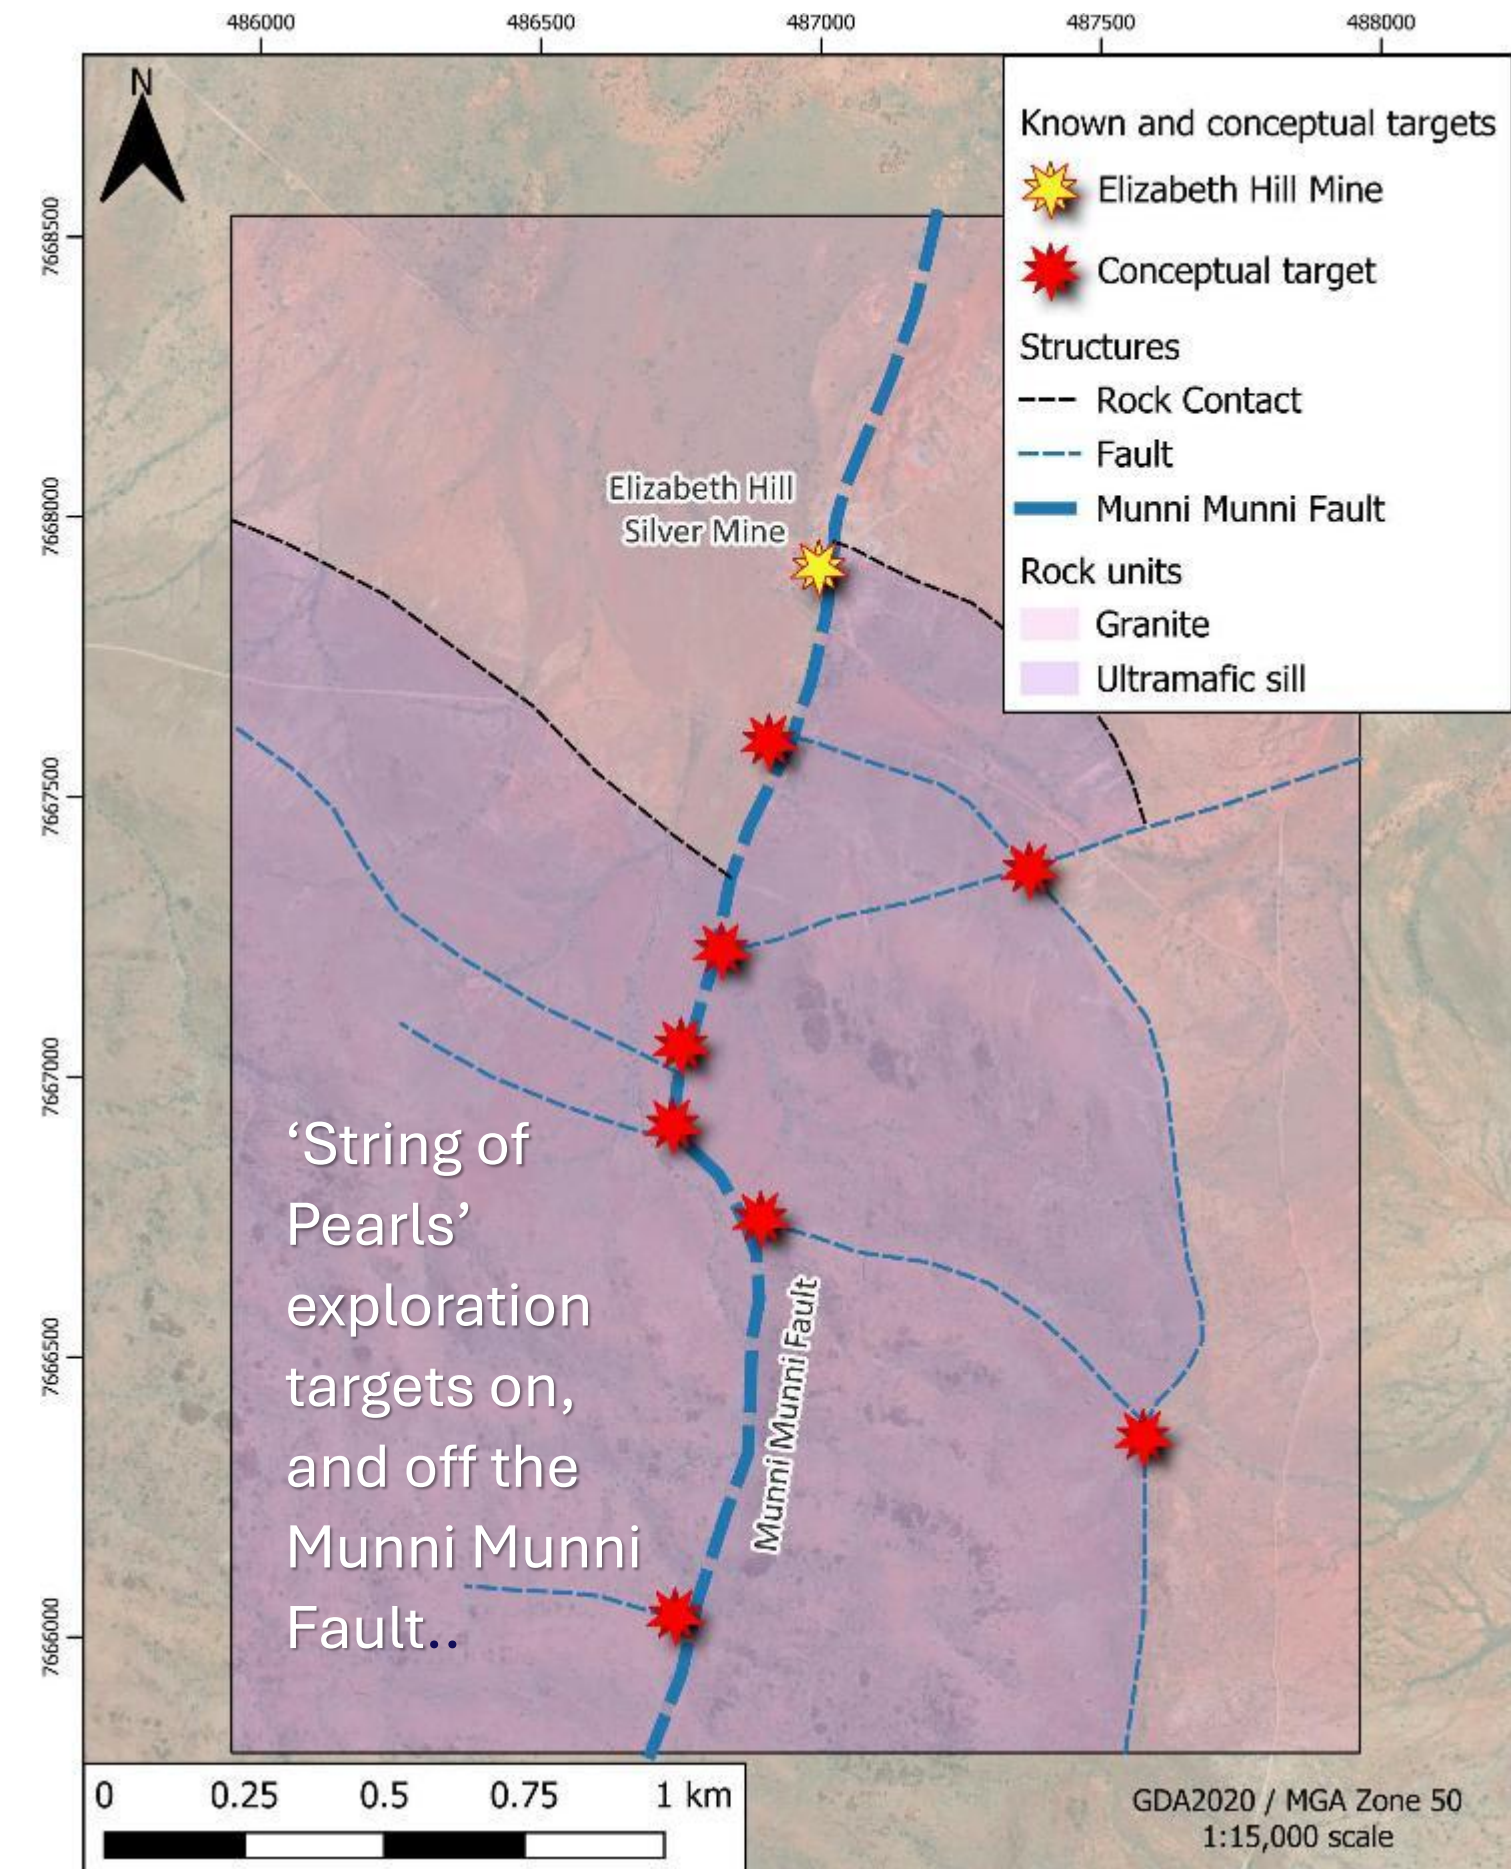 486000
486500
487000
487500
488000
N
7668500
7668000
7667500
7667000
7666500
7666000
Known and conceptual targets
Elizabeth Hill Mine
Conceptual target
Structures
Rock Contact
Fault
Munni Munni Fault
Rock units
Granite
Ultramafic sill
Elizabeth Hill
Silver Mine
‘String of
Pearls’
exploration
targets on,
and off the
Munni Munni
Fault..
Munni Munni Fault
0 0.25 0.5 0.75 1 km
GDA2020 / MGA Zone 50
1:15,000 scale